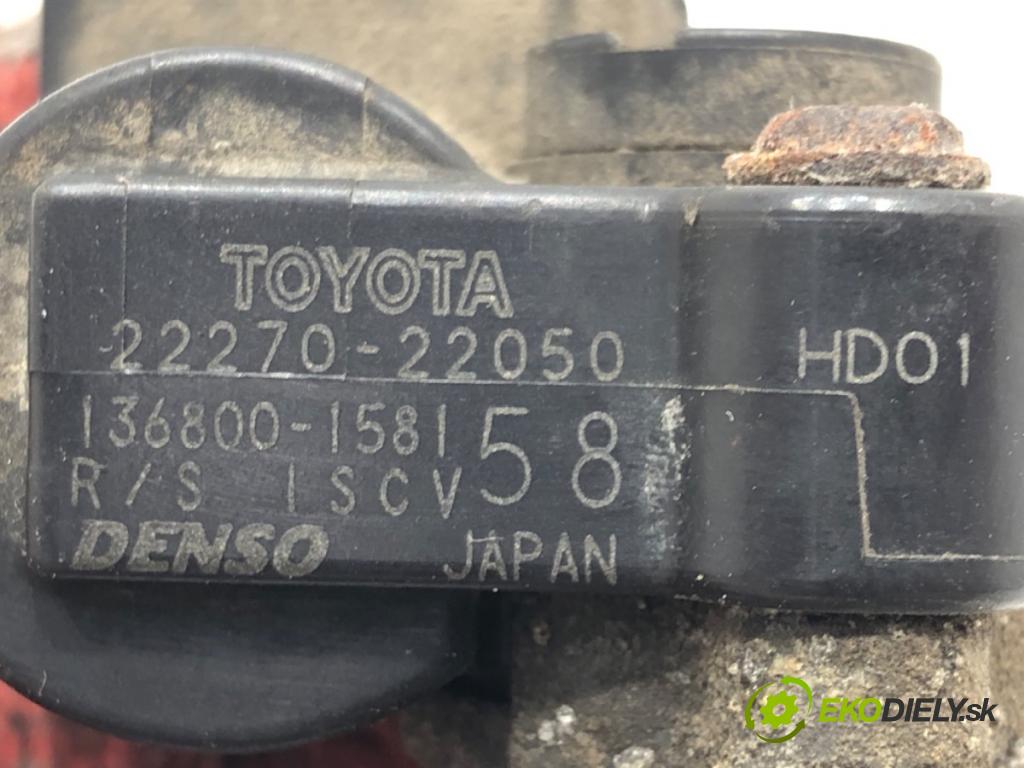 TOYOTA
22270-22050
HD01
136800-1581 58
R/S ISCV
DENSO JAPAN
EKODIELY.sk